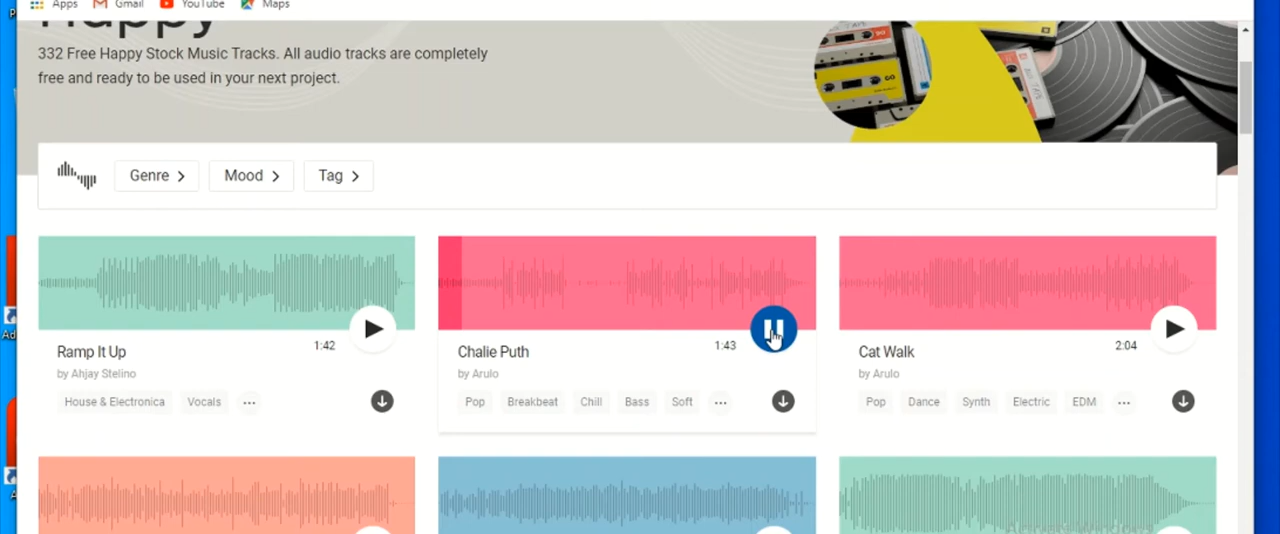 Apps Gmail YouTube Maps
Happy
332 Free Happy Stock Music Tracks. All audio tracks are completely
free and ready to be used in your next project.
Genre Mood Tag
1:42 1:43 2:04
Ramp It Up Chalie Puth Cat Walk
by Ahjay Stelino by Arulo by Arulo
House & Electronica Vocals ... Pop Breakbeat Chill Bass Soft ... Pop Dance Synth Electric EDM ...
Activate Windows